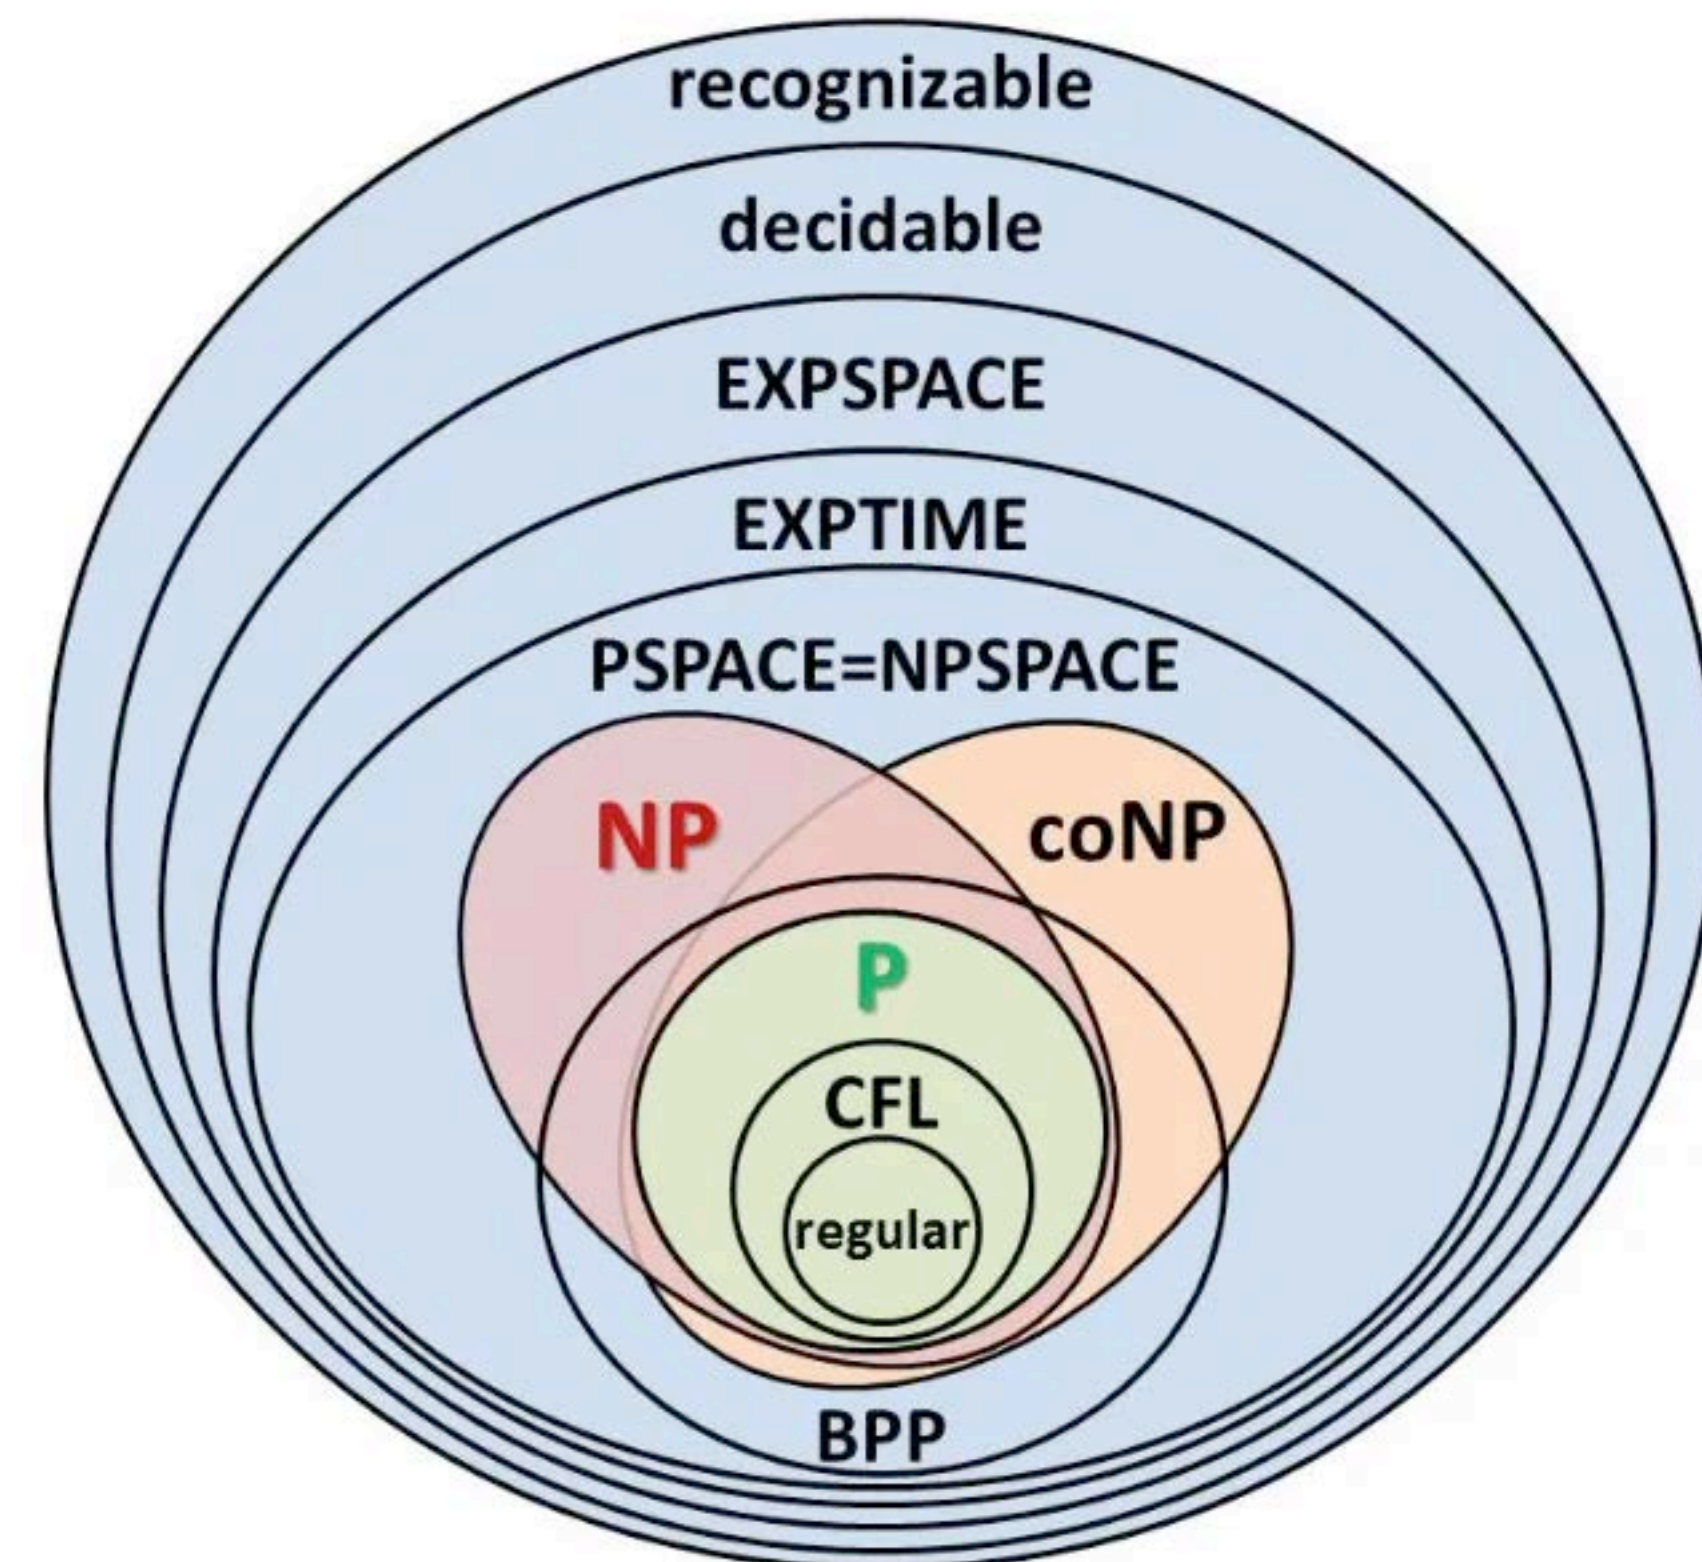 recognizable
decidable
EXPSPACE
EXPTIME
PSPACE=NPSPACE
NP
coNP
P
CFL
regular
BPP